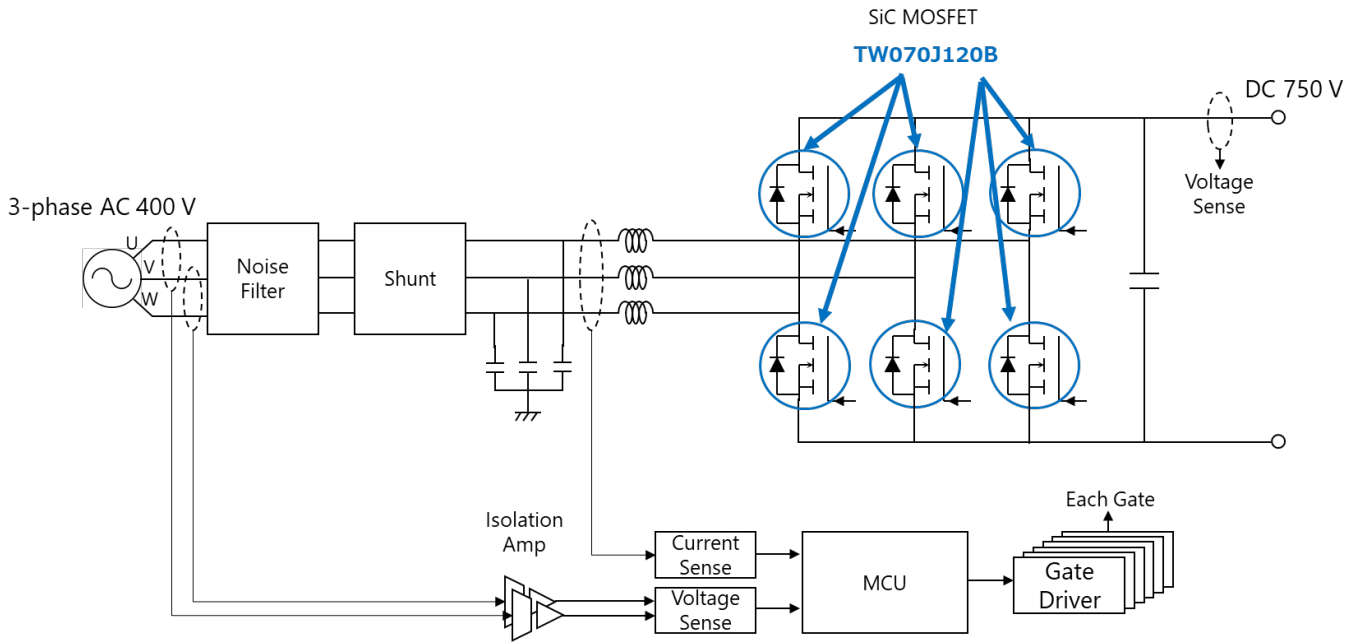 SiC MOSFET
TW070J120B
DC 750 V
Voltage
Sense
3-phase AC 400 V
U
V
W
Noise
Filter
Shunt
Each Gate
Isolation
Amp
Current
Sense
Voltage
Sense
MCU
Gate
Driver